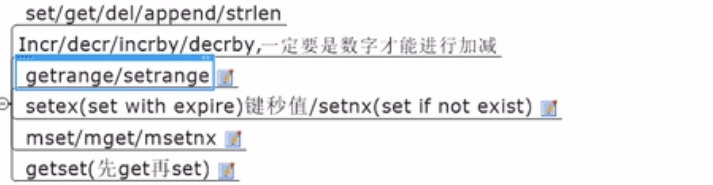 set/get/del/append/strlen
Incr/decr/incrby/decrby,一定要是数字才能进行加减
getrange/setrange
setex(set with expire)键秒值/setnx(set if not exist)
mset/mget/msetnx
getset(先get再set)